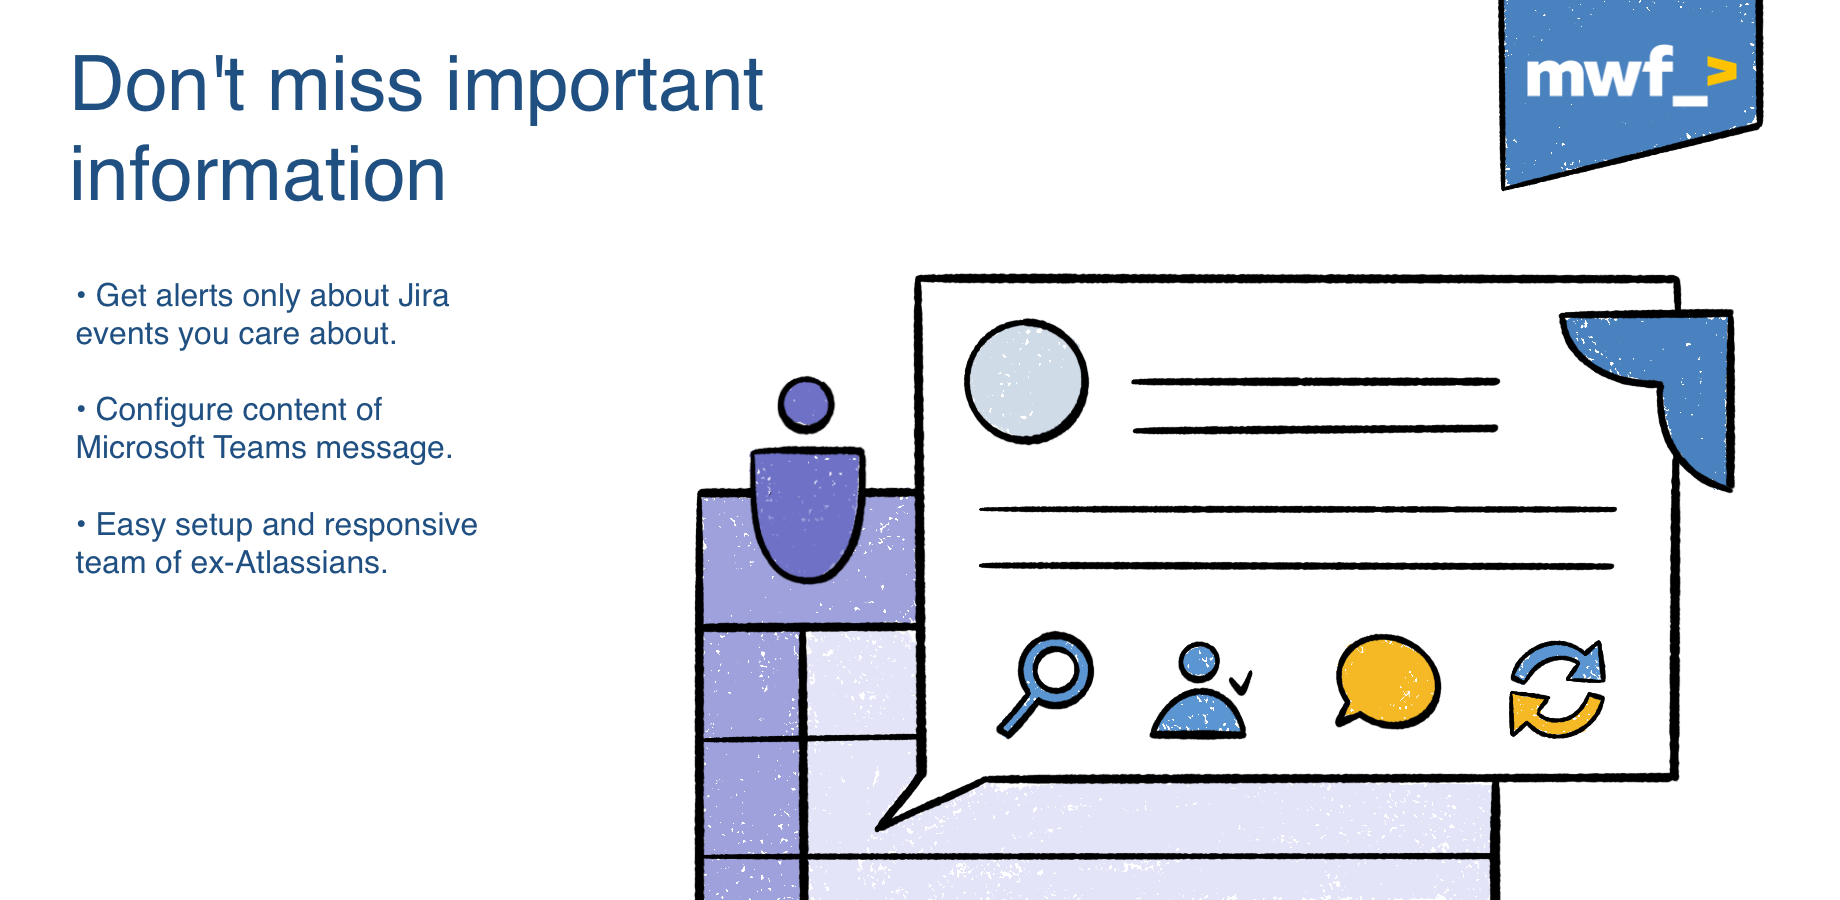 Don't miss important
information
mwf_>
• Get alerts only about Jira
events you care about.
• Configure content of
Microsoft Teams message.
• Easy setup and responsive
team of ex-Atlassians.